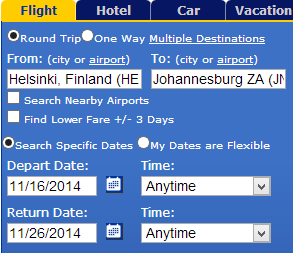 Flight Hotel Car Vacation
Round Trip One Way Multiple Destinations
From: (city or airport) To: (city or airport)
Helsinki, Finland (HE Johannesburg ZA (JN
Search Nearby Airports
Find Lower Fare +/- 3 Days
Search Specific Dates My Dates are Flexible
Depart Date: Time:
11/16/2014 Anytime
Return Date: Time:
11/26/2014 Anytime